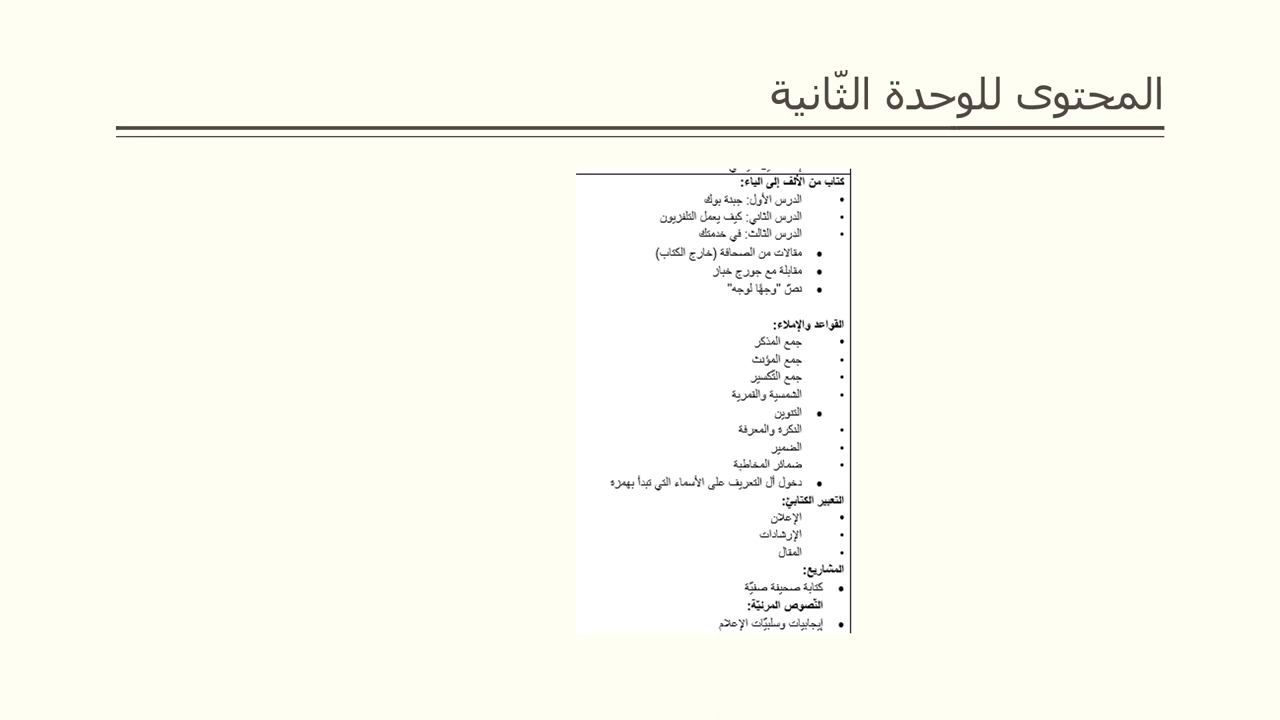 المحتوى للوحدة الثّانية
كتاب من الألف إلى الياء:
• الدرس الأول: جبنة بوك
• الدرس الثاني: كيف يعمل التلفزيون
• الدرس الثالث: في خدمتك
• مقالات من الصحافة (خارج الكتاب)
• مقابلة مع جورج خباز
• نصّ "وجهًا لوجه"
القواعد والإملاء:
• جمع المذكر
• جمع المؤنث
• جمع التّكسير
• الشمسية والقمرية
• التنوين
• النكرة والمعرفة
• الضمير
• ضمائر المخاطبة
• دخول أل التعريف على الأسماء التي تبدأ بهمزة
التعبير الكتابيّ:
• الإعلان
• الإرشادات
• المقال
المشاريع:
• كتابة صحيفة صفيّة
النّصوص المرئيّة:
• إيجابيات وسلبيّات الإعلام